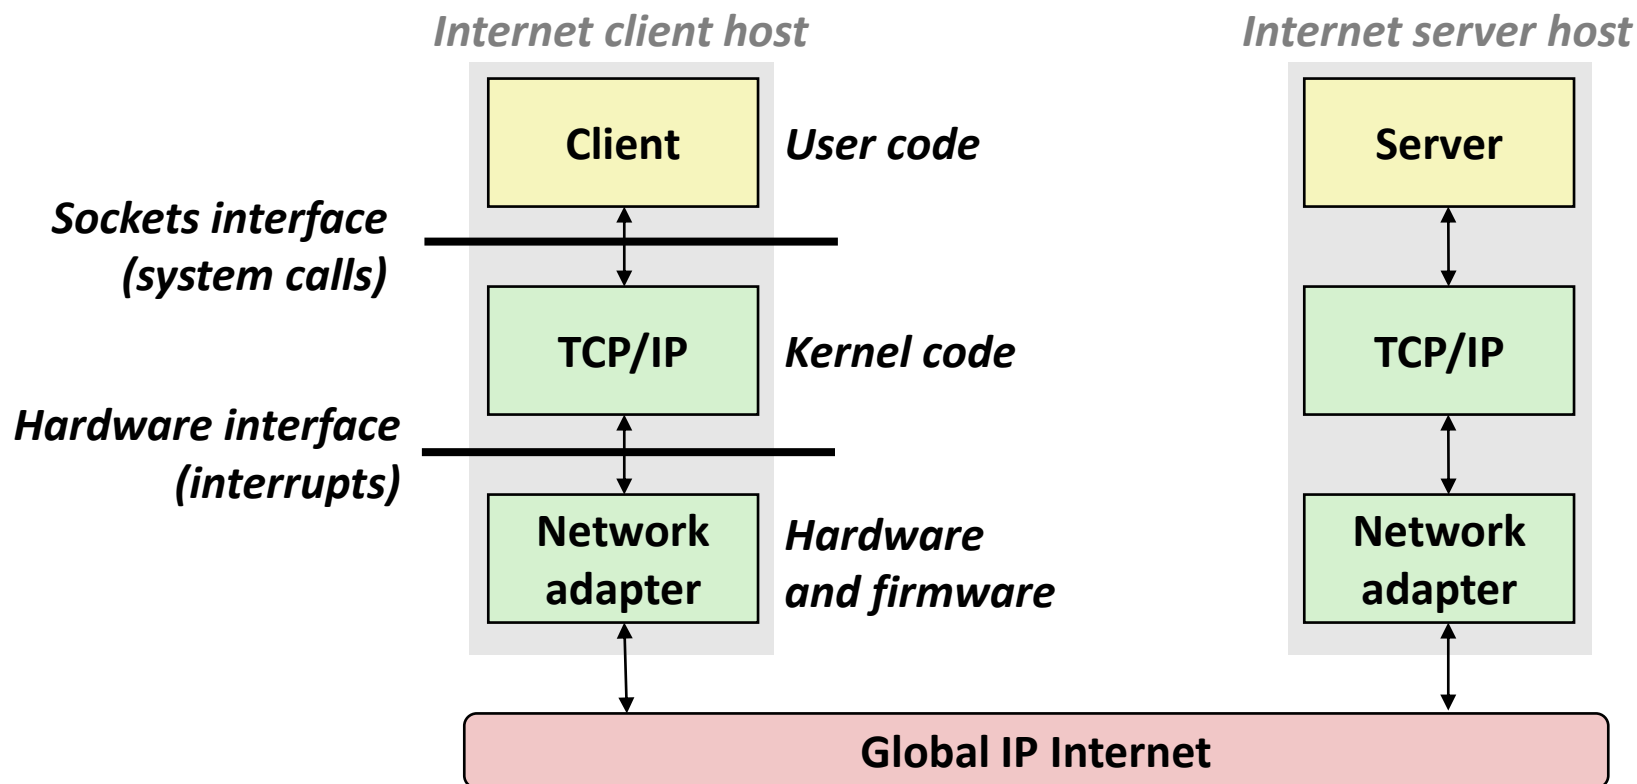 Internet client host
Internet server host
Client
User code
Server
Sockets interface
(system calls)
TCP/IP
Kernel code
TCP/IP
Hardware interface
(interrupts)
Network
adapter
Hardware
and firmware
Network
adapter
Global IP Internet